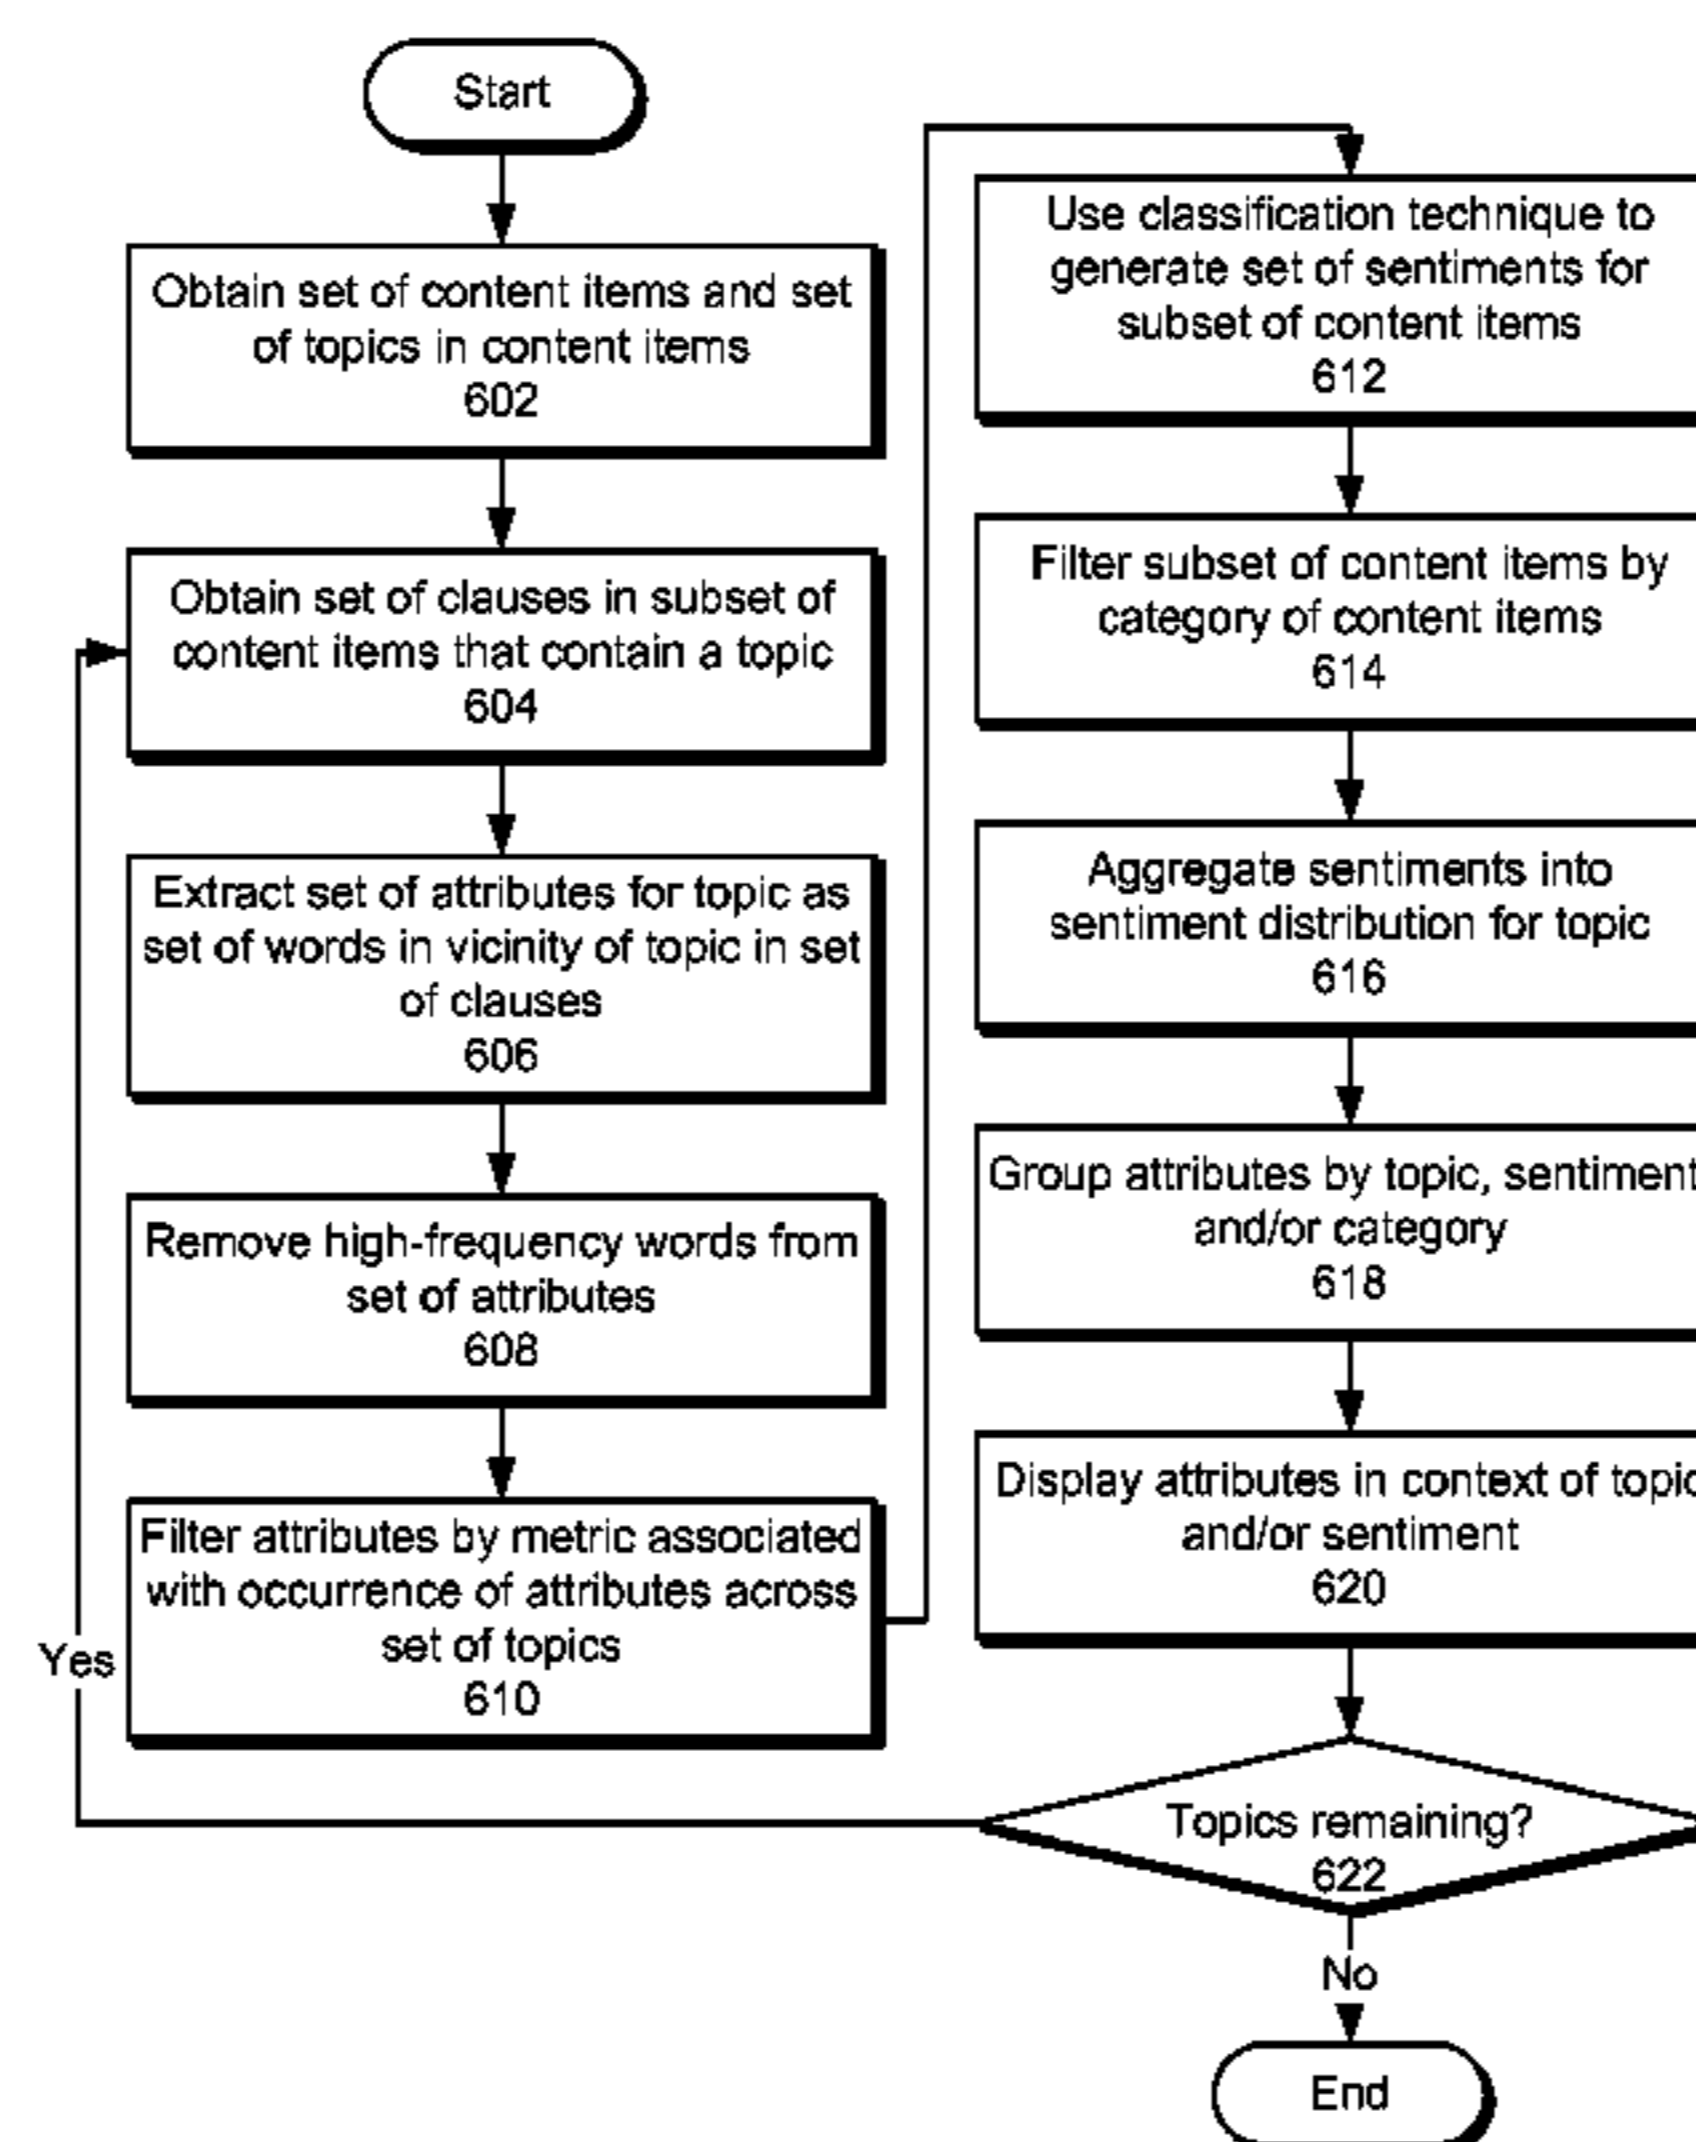 Start
Obtain set of content items and set
of topics in content items
602
Obtain set of clauses in subset of
content items that contain a topic
604
Extract set of attributes for topic as
set of words in vicinity of topic in set
of clauses
606
Remove high-frequency words from
set of attributes
608
Filter attributes by metric associated
with occurrence of attributes across
set of topics
610
Yes
Use classification technique to
generate set of sentiments for
subset of content items
612
Filter subset of content items by
category of content items
614
Aggregate sentiments into
sentiment distribution for topic
616
Group attributes by topic, sentiment
and/or category
618
Display attributes in context of topic
and/or sentiment
620
Topics remaining?
622
No
End